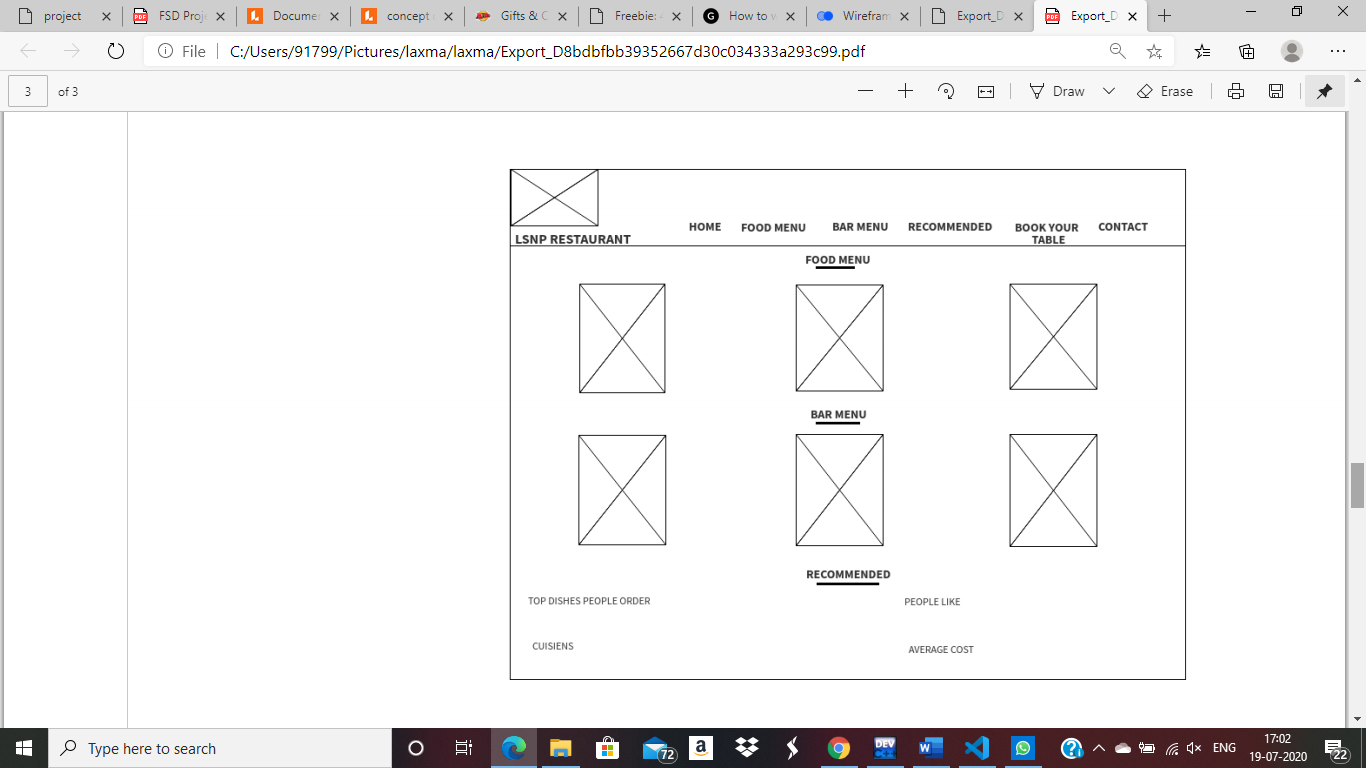 project
FSD Proj
Documen
concept
Gifts & C
Freebie:
How to w
Wirefram
Export_D
Export_D
File
C:/Users/91799/Pictures/laxma/laxma/Export_D8bdbfbb39352667d30c034333a293c99.pdf
3 of 3
Draw
Erase
LSNP RESTAURANT
HOME
FOOD MENU
BAR MENU
RECOMMENDED
BOOK YOUR
TABLE
CONTACT
FOOD MENU
BAR MENU
RECOMMENDED
TOP DISHES PEOPLE ORDER
PEOPLE LIKE
CUISIENS
AVERAGE COST
Type here to search
72
DEV
ENG
17:02
19-07-2020
22